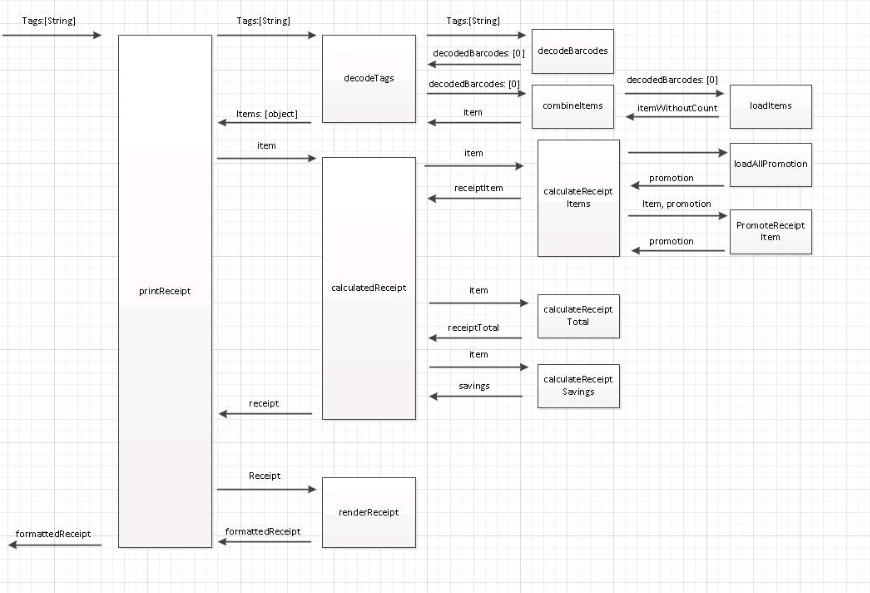 Tags:[String]
Tags:[String]
Tags:[String]
decodeBarcodes
decodedBarcodes: [0]
decodeTags
decodedBarcodes: [0]
decodedBarcodes: [0]
combineItems
loadItems
itemWithoutCount
Items: [object]
item
item
item
loadAllPromotion
promotion
receiptItem
calculateReceipt
Items
Item, promotion
PromoteReceipt
Item
promotion
printReceipt
calculatedReceipt
item
calculateReceipt
Total
receiptTotal
item
calculateReceipt
Savings
savings
receipt
Receipt
renderReceipt
formattedReceipt
formattedReceipt